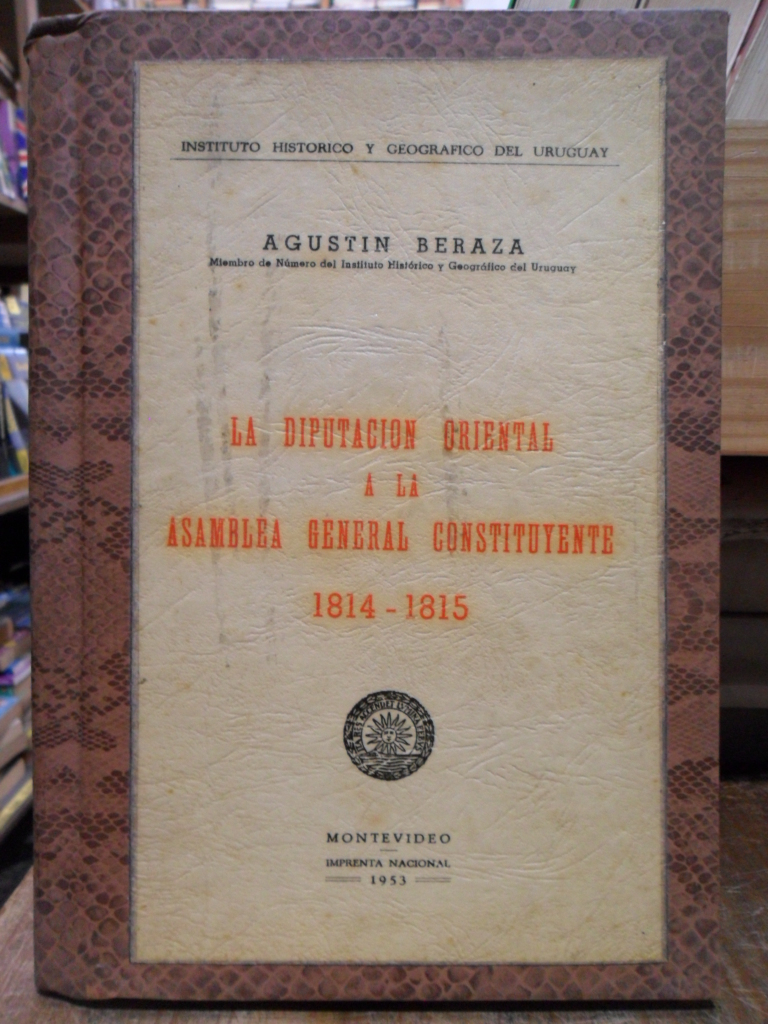 INSTITUTO HISTORICO Y GEOGRAFICO DEL URUGUAY
AGUSTIN BERAZA
Miembro de Número del Instituto Histórico y Geográfico del Uruguay
LA DIPUTACION ORIENTAL
A LA
ASAMBLEA GENERAL CONSTITUYENTE
1814 - 1815
MONTEVIDEO
IMPRENTA NACIONAL
1953